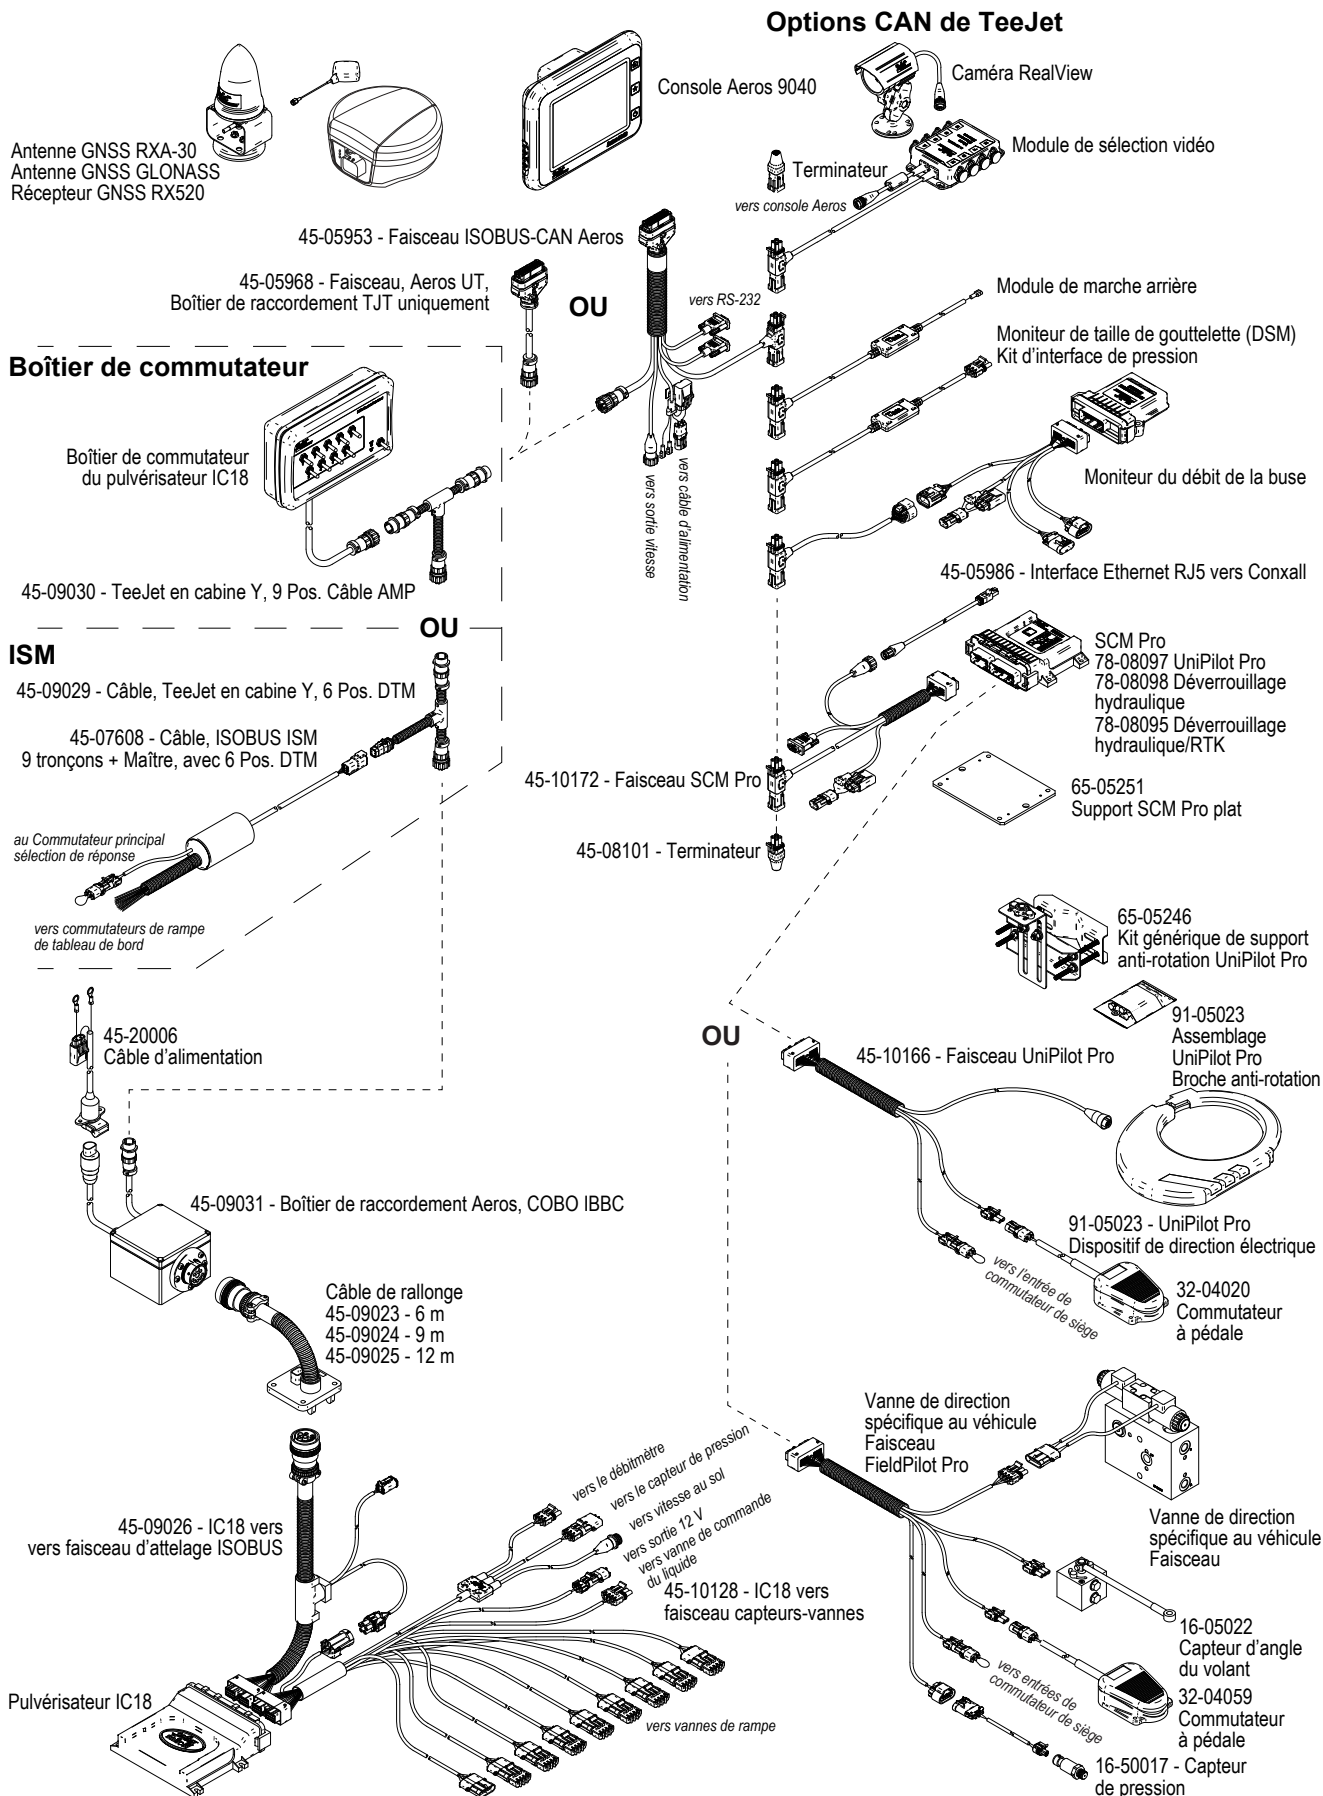 Options CAN de TeeJet
Caméra RealView
Console Aeros 9040
Antenne GNSS RXA-30
Antenne GNSS GLONASS
Récepteur GNSS RX520
Module de sélection vidéo
Terminateur
vers console Aeros
45-05953 - Faisceau ISOBUS-CAN Aeros
45-05968 - Faisceau, Aeros UT,
Boîtier de raccordement TJT uniquement
OU
vers RS-232
Module de marche arrière
Moniteur de taille de gouttelette (DSM)
Kit d'interface de pression
Boîtier de commutateur
Boîtier de commutateur
du pulvérisateur IC18
vers sortie vitesse
vers câble d'alimentation
Moniteur du débit de la buse
45-09030 - TeeJet en cabine Y, 9 Pos. Câble AMP
45-05986 - Interface Ethernet RJ5 vers Conxall
OU
ISM
45-09029 - Câble, TeeJet en cabine Y, 6 Pos. DTM
45-07608 - Câble, ISOBUS ISM
9 tronçons + Maître, avec 6 Pos. DTM
SCM Pro
78-08097 UniPilot Pro
78-08098 Déverrouillage
hydraulique
78-08095 Déverrouillage
hydraulique/RTK
45-10172 - Faisceau SCM Pro
65-05251
Support SCM Pro plat
au Commutateur principal
sélection de réponse
45-08101 - Terminateur
vers commutateurs de rampe
de tableau de bord
65-05246
Kit générique de support
anti-rotation UniPilot Pro
91-05023
Assemblage
UniPilot Pro
Broche anti-rotation
45-20006
Câble d'alimentation
OU
45-10166 - Faisceau UniPilot Pro
45-09031 - Boîtier de raccordement Aeros, COBO IBBC
91-05023 - UniPilot Pro
Dispositif de direction électrique
vers l'entrée de
commutateur de siège
32-04020
Commutateur
à pédale
Câble de rallonge
45-09023 - 6 m
45-09024 - 9 m
45-09025 - 12 m
Vanne de direction
spécifique au véhicule
Faisceau
FieldPilot Pro
vers le débitmètre
vers le capteur de pression
vers vitesse au sol
vers sortie 12 V
vers vanne de commande
du liquide
45-09026 - IC18 vers
vers faisceau d'attelage ISOBUS
Vanne de direction
spécifique au véhicule
Faisceau
45-10128 - IC18 vers
faisceau capteurs-vannes
16-05022
Capteur d'angle
du volant
vers entrées de
commutateur de siège
32-04059
Commutateur
à pédale
Pulvérisateur IC18
vers vannes de rampe
16-50017 - Capteur
de pression